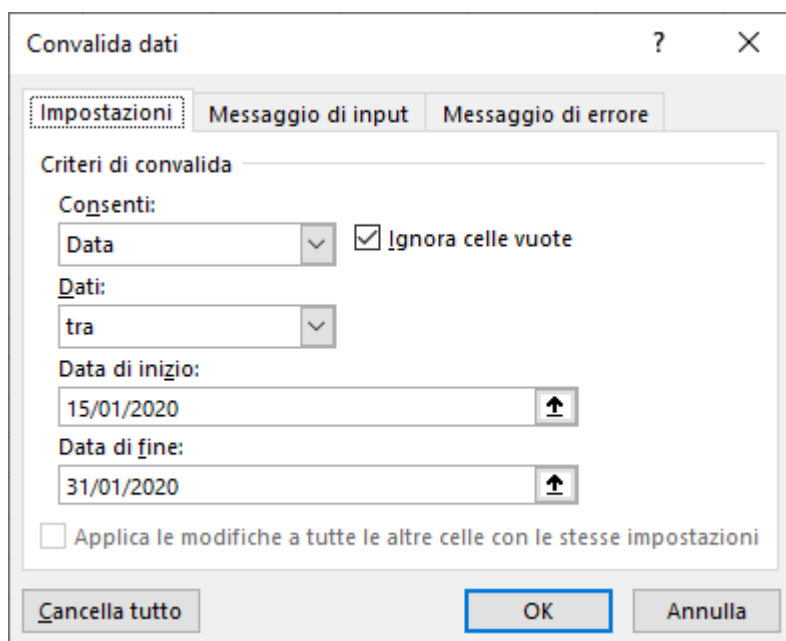 Convalida dati ?
Impostazioni Messaggio di input Messaggio di errore
Criteri di convalida
Consenti:
Data Ignora celle vuote
Dati:
tra
Data di inizio:
15/01/2020
Data di fine:
31/01/2020
Applica le modifiche a tutte le altre celle con le stesse impostazioni
Cancella tutto OK Annulla